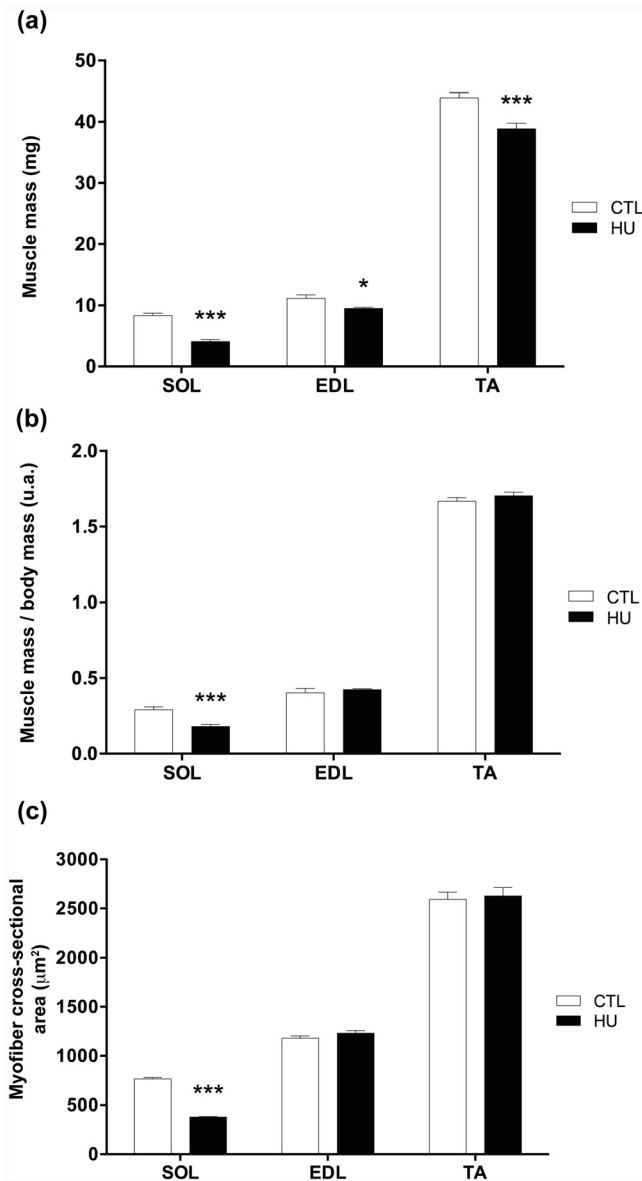 (a)
Muscle mass (mg)
50
40
30
20
10
0
***
*
***
SOL EDL TA
CTL
HU
(b)
Muscle mass / body mass (u.a.)
2.0
1.5
1.0
0.5
0.0
***
SOL EDL TA
CTL
HU
(c)
Myofiber cross-sectional
area (μm²)
3000
2500
2000
1500
1000
500
0
***
SOL EDL TA
CTL
HU